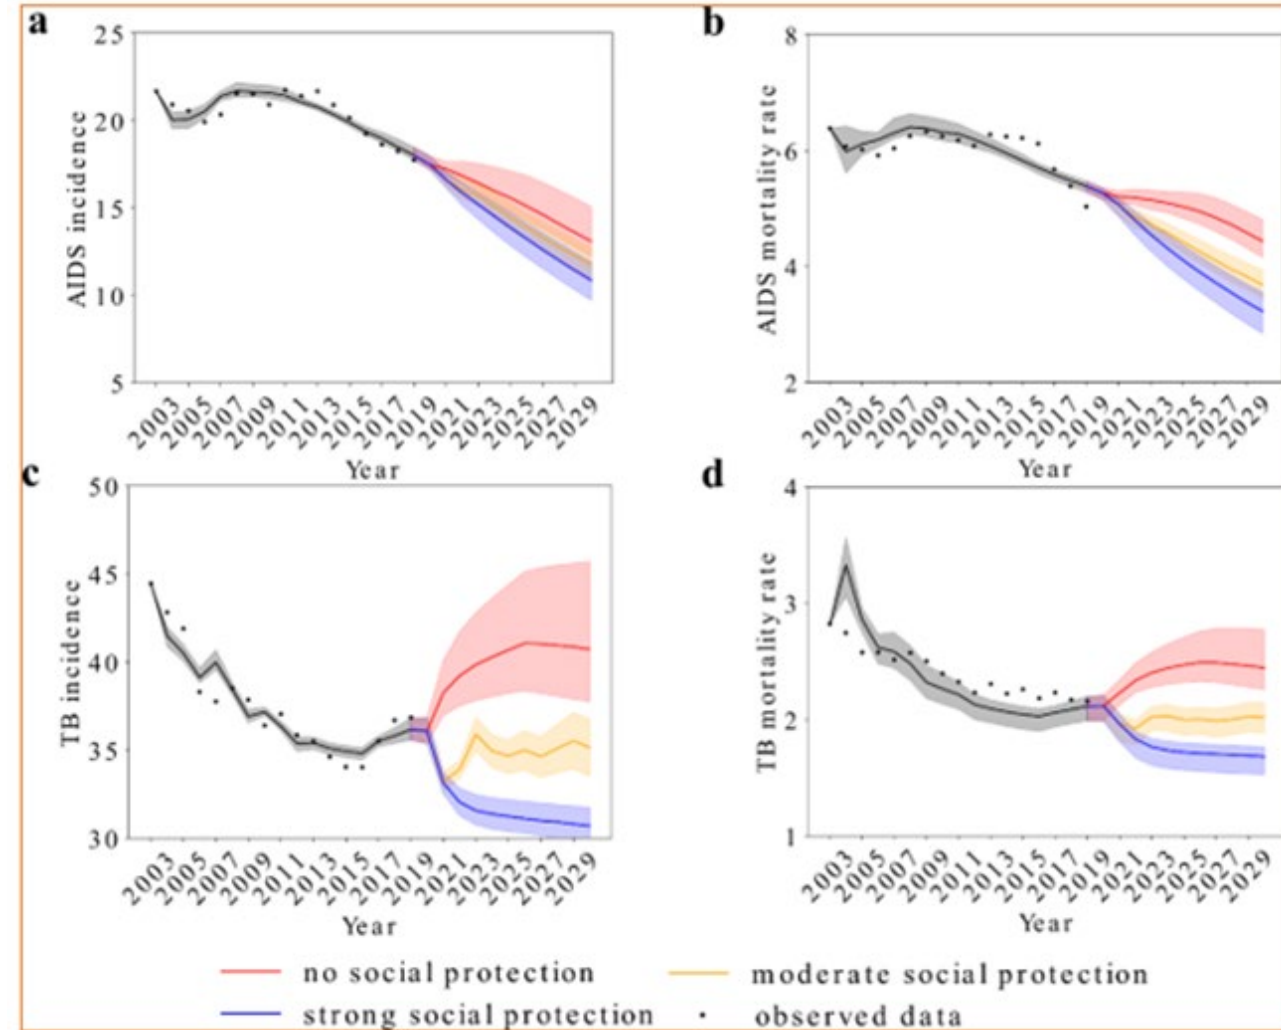 a
25
20
15
10
5
AIDS incidence
2003 2005 2007 2009 2011 2013 2015 2017 2019 2021 2023 2025 2027 2029
Year
b
8
6
4
2
AIDS mortality rate
2003 2005 2007 2009 2011 2013 2015 2017 2019 2021 2023 2025 2027 2029
Year
c
50
45
40
35
30
TB incidence
2003 2005 2007 2009 2011 2013 2015 2017 2019 2021 2023 2025 2027 2029
Year
d
4
3
2
1
TB mortality rate
2003 2005 2007 2009 2011 2013 2015 2017 2019 2021 2023 2025 2027 2029
Year
no social protection
moderate social protection
strong social protection
observed data